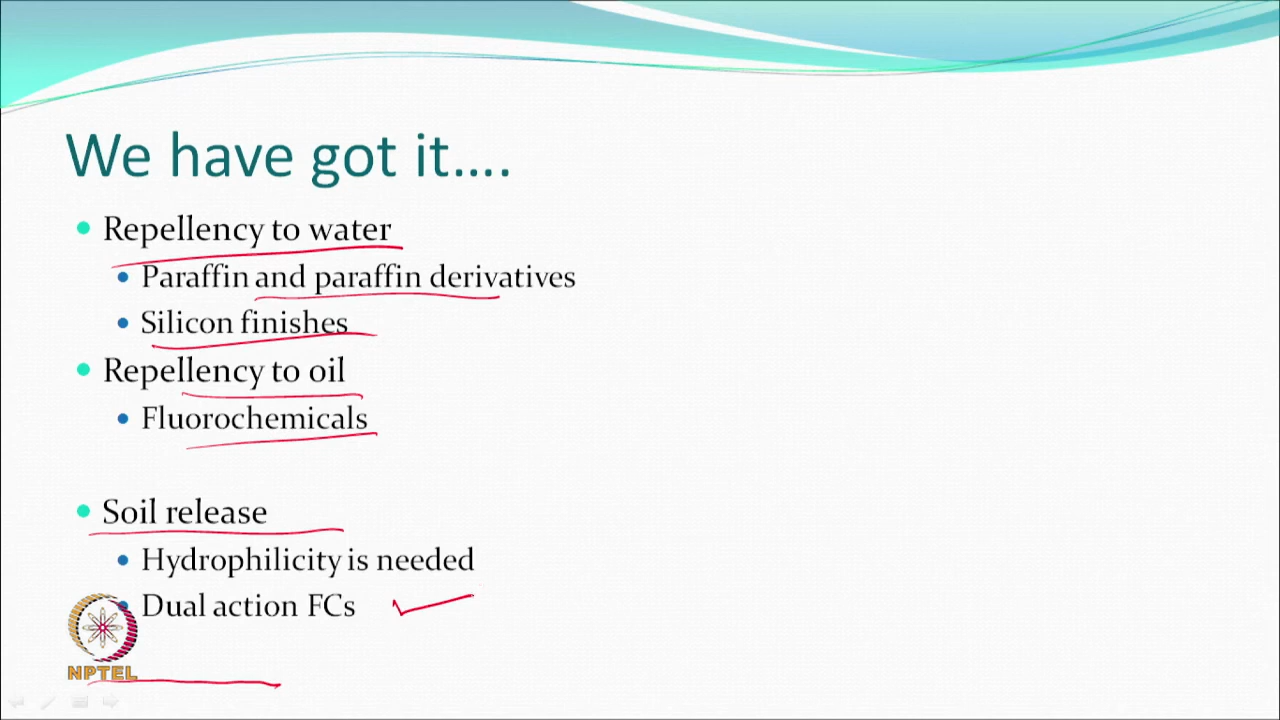 We have got it....
Repellency to water
Paraffin and paraffin derivatives
Silicon finishes
Repellency to oil
Fluorochemicals
Soil release
Hydrophilicity is needed
Dual action FCs
NPTEL